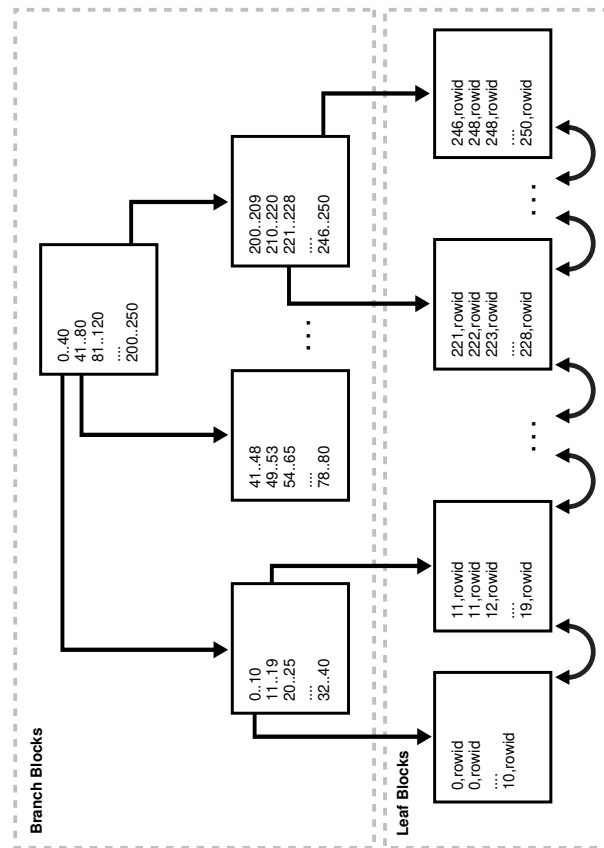 Branch Blocks
0..40
41..80
81..120
....
200..250
0..10
11..19
20..25
....
32..40
41..48
49..53
54..65
....
78..80
...
200..209
210..220
221..228
....
246..250
Leaf Blocks
0,rowid
0,rowid
....
10,rowid
11,rowid
11,rowid
12,rowid
....
19,rowid
...
221,rowid
222,rowid
223,rowid
....
228,rowid
...
246,rowid
248,rowid
248,rowid
....
250,rowid